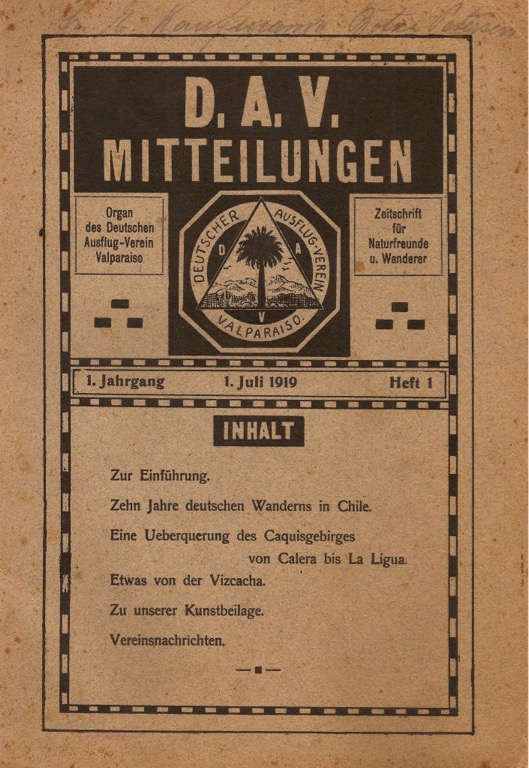 Kaufmann
D. A. V.
MITTEILUNGEN
Organ
des Deutschen
Ausflug-Verein
Valparaiso
DEUTSCHER AUSFLUG-VEREIN
D A
V
VALPARAISO.
Zeitschrift
für
Naturfreunde
u. Wanderer
1. Jahrgang 1. Juli 1919 Heft 1
INHALT
Zur Einführung.
Zehn Jahre deutschen Wanderns in Chile.
Eine Ueberquerung des Caquisgebirges
von Calera bis La Ligua.
Etwas von der Vizcacha.
Zu unserer Kunstbeilage.
Vereinsnachrichten.